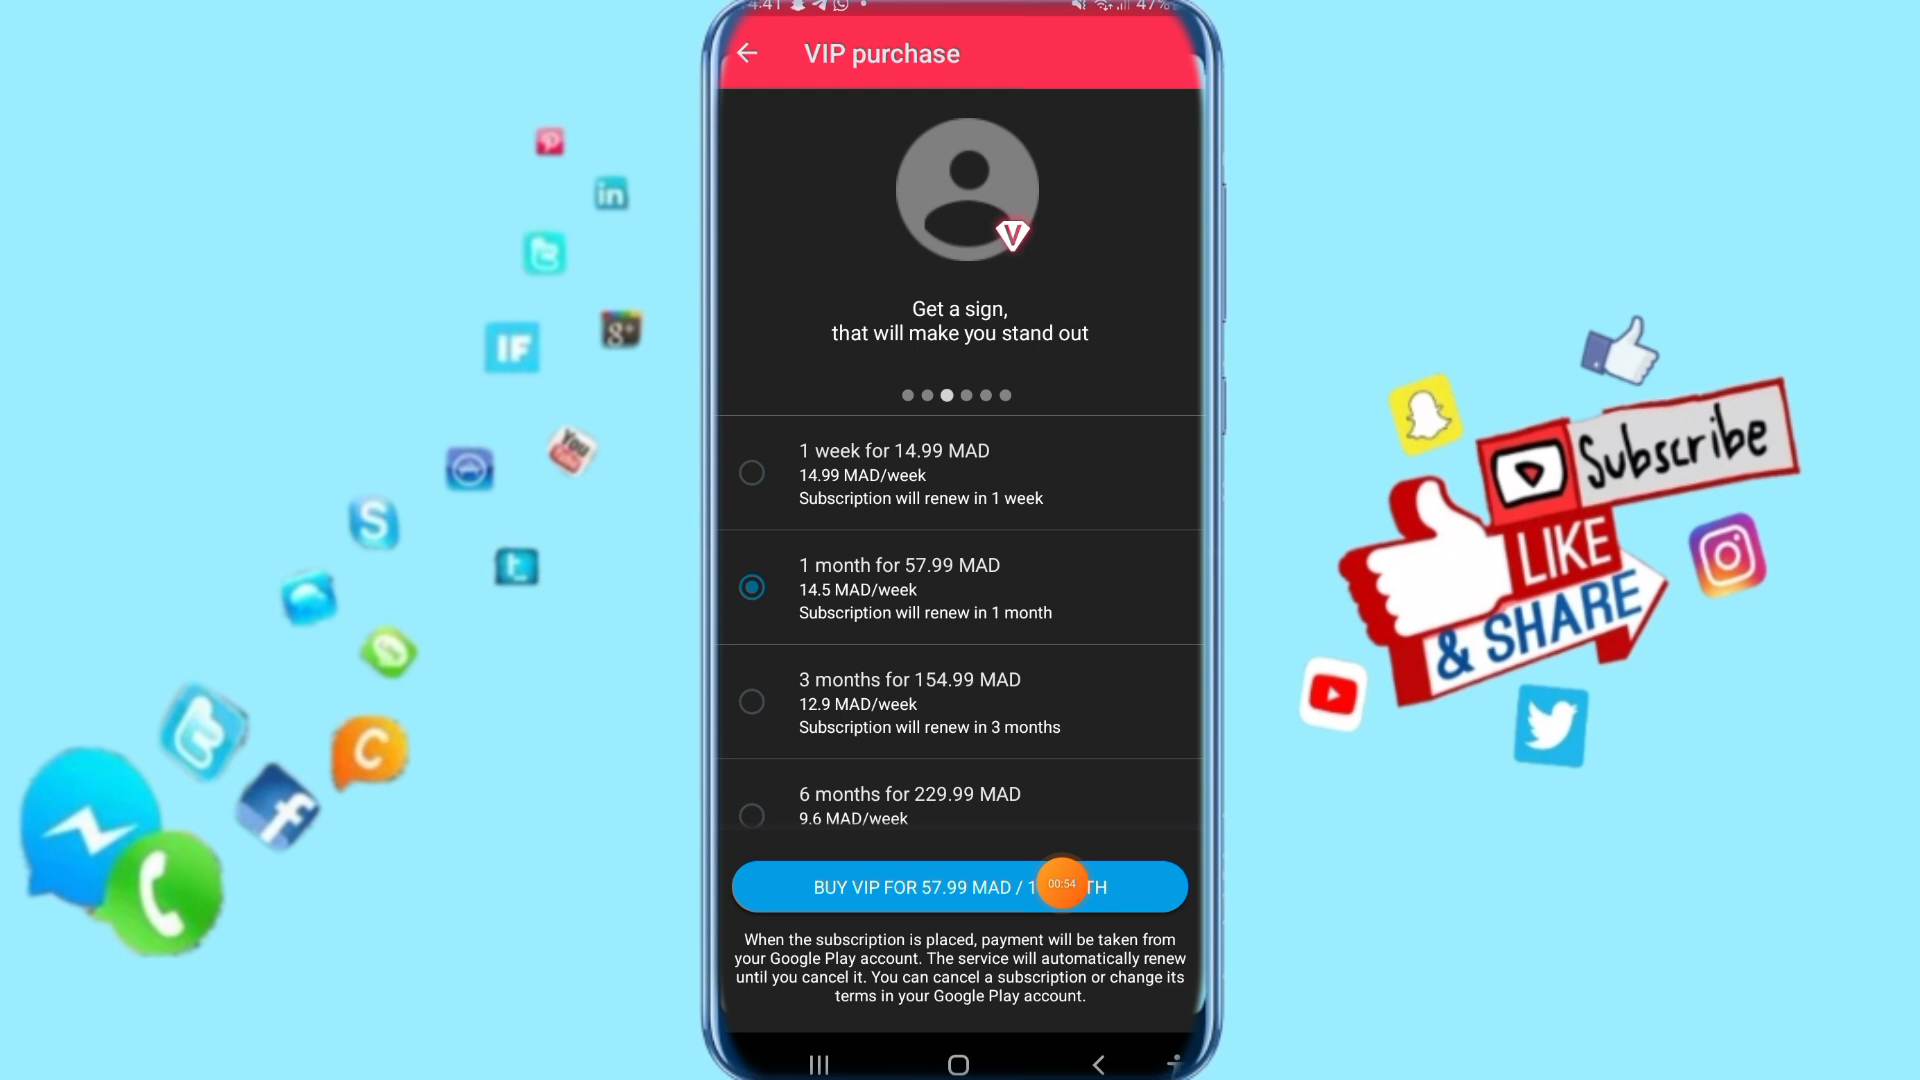 4:41
47%
VIP purchase
V
Get a sign,
that will make you stand out
1 week for 14.99 MAD
14.99 MAD/week
Subscription will renew in 1 week
1 month for 57.99 MAD
14.5 MAD/week
Subscription will renew in 1 month
3 months for 154.99 MAD
12.9 MAD/week
Subscription will renew in 3 months
6 months for 229.99 MAD
9.6 MAD/week
BUY VIP FOR 57.99 MAD / 1
TH
00:54
When the subscription is placed, payment will be taken from
your Google Play account. The service will automatically renew
until you cancel it. You can cancel a subscription or change its
terms in your Google Play account.
in
IF
g+
You
S
t
C
f
Subscribe
LIKE
& SHARE